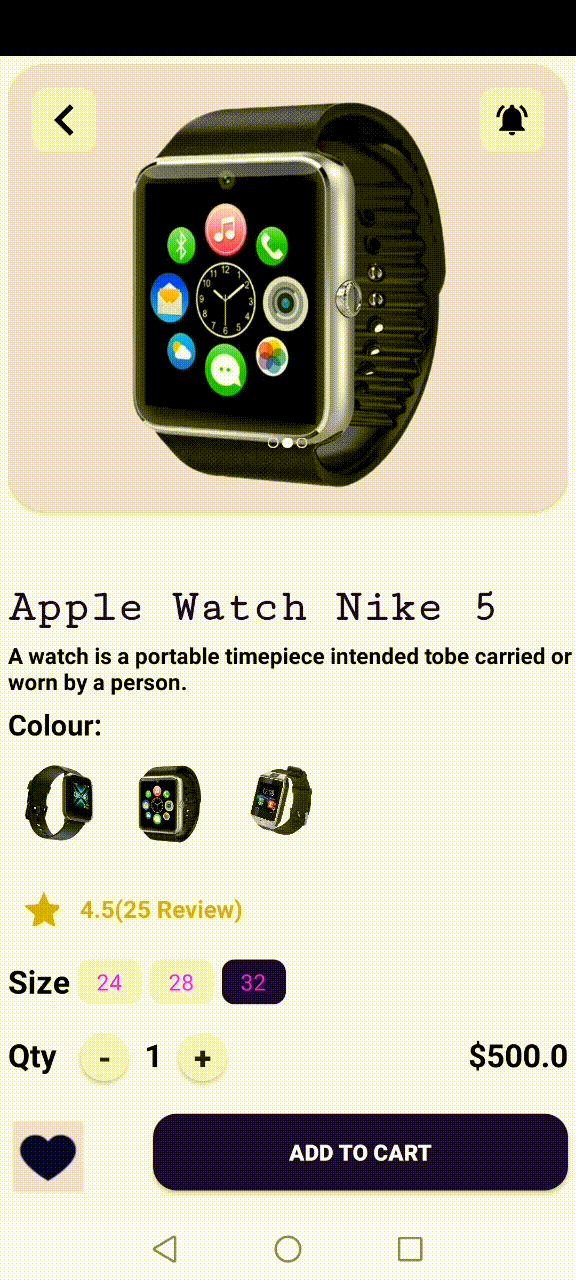 Apple Watch Nike 5
A watch is a portable timepiece intended tobe carried or
worn by a person.
Colour:
4.5(25 Review)
Size 24 28 32
Qty - 1 + $500.0
ADD TO CART